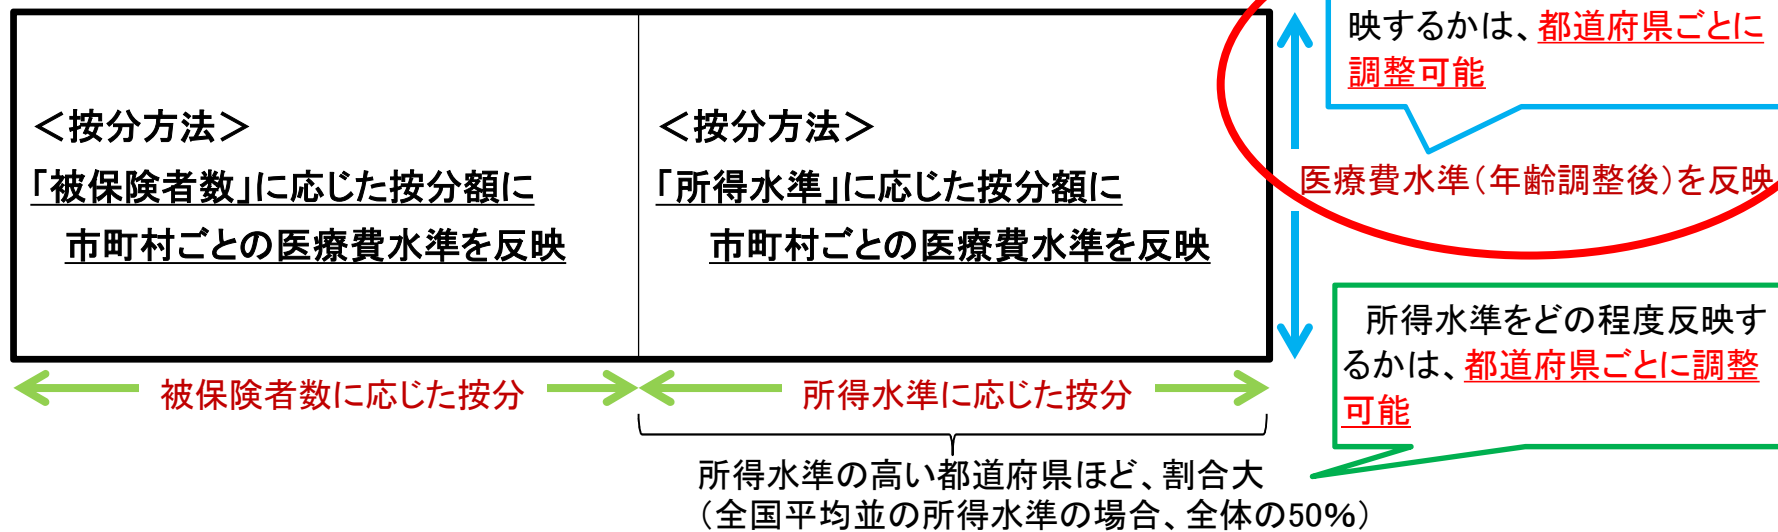 ＜按分方法＞
「被保険者数」に応じた按分額に
市町村ごとの医療費水準を反映
＜按分方法＞
「所得水準」に応じた按分額に
市町村ごとの医療費水準を反映
映するかは、都道府県ごとに
調整可能
医療費水準（年齢調整後）を反映
所得水準をどの程度反映す
るかは、都道府県ごとに調整
可能
被保険者数に応じた按分
所得水準に応じた按分
所得水準の高い都道府県ほど、割合大
（全国平均並の所得水準の場合、全体の50%）